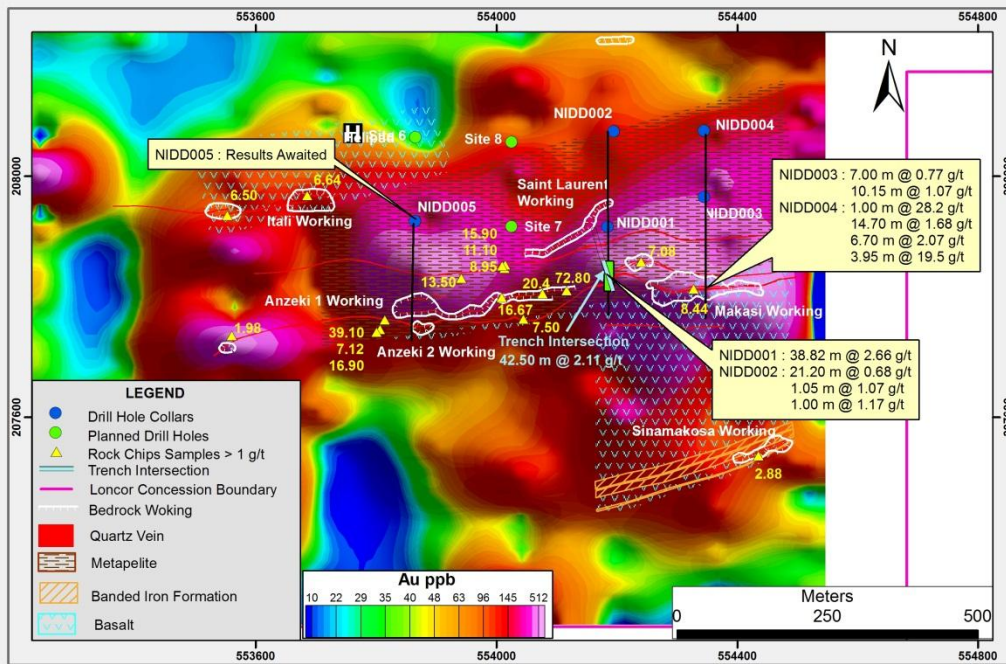 553600
554000
554400
554800
N
NIDD002
NIDD004
H
Site 6
Site 8
NIDD005 : Results Awaited
208000
208000
6.50
6.64
Itali Working
Saint Laurent
Working
NIDD005
Site 7
NIDD001
NIDD003
NIDD003 : 7.00 m @ 0.77 g/t
10.15 m @ 1.07 g/t
NIDD004 : 1.00 m @ 28.2 g/t
14.70 m @ 1.68 g/t
6.70 m @ 2.07 g/t
3.95 m @ 19.5 g/t
15.90
11.10
8.95
7.08
13.50
20.4
72.80
Anzeki 1 Working
16.67
8.44
Makasi Working
1.98
39.10
7.12
16.90
Anzeki 2 Working
7.50
Trench Intersection
42.50 m @ 2.11 g/t
NIDD001 : 38.82 m @ 2.66 g/t
NIDD002 : 21.20 m @ 0.68 g/t
1.05 m @ 1.07 g/t
1.00 m @ 1.17 g/t
207600
Sinamakosa Working
2.88
LEGEND
Drill Hole Collars
Planned Drill Holes
Rock Chips Samples > 1 g/t
Trench Intersection
Loncor Concession Boundary
Bedrock Woking
Quartz Vein
Metapelite
Banded Iron Formation
Basalt
Au ppb
10 22 29 35 40 48 63 96 145 512
Meters
0 250 500
553600
554000
554400
554800